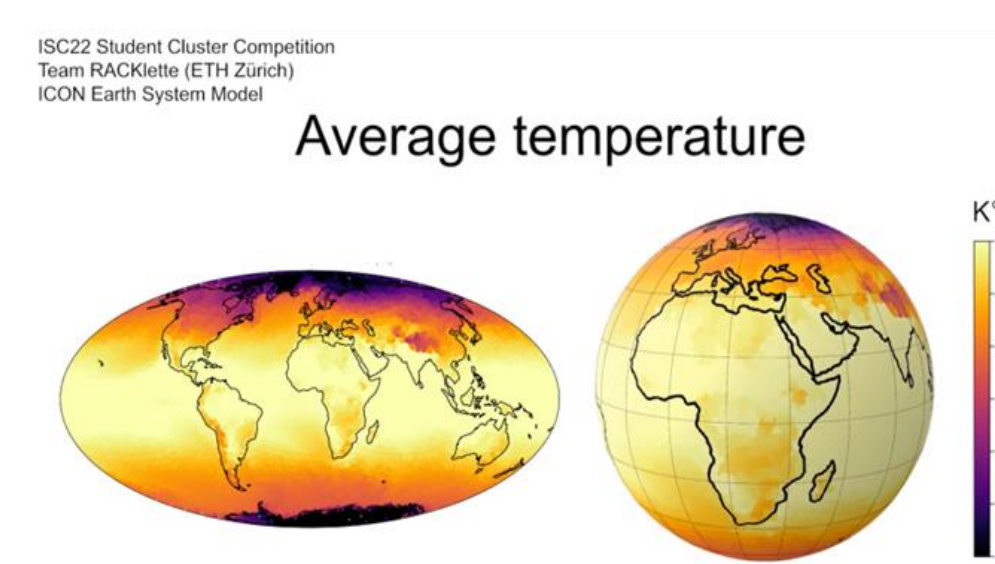 ISC22 Student Cluster Competition
Team RACKlette (ETH Zürich)
ICON Earth System Model
Average temperature
K°